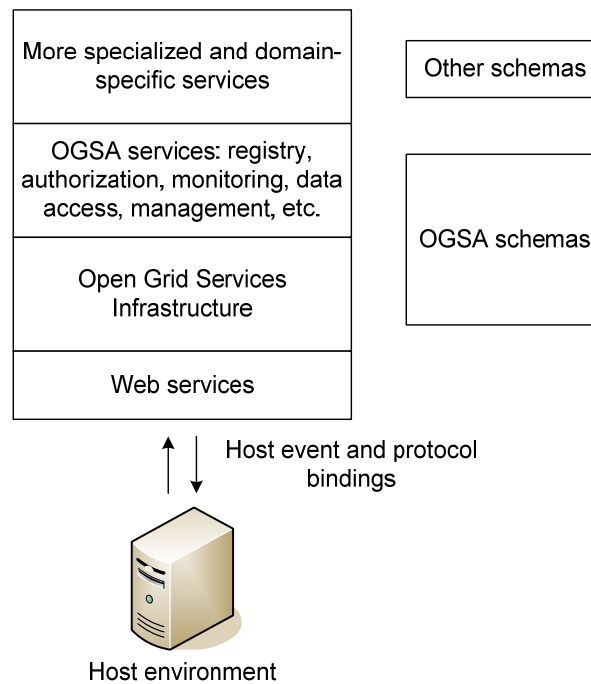 More specialized and domain-
specific services
Other schemas
OGSA services: registry,
authorization, monitoring, data
access, management, etc.
OGSA schemas
Open Grid Services
Infrastructure
Web services
Host event and protocol
bindings
Host environment